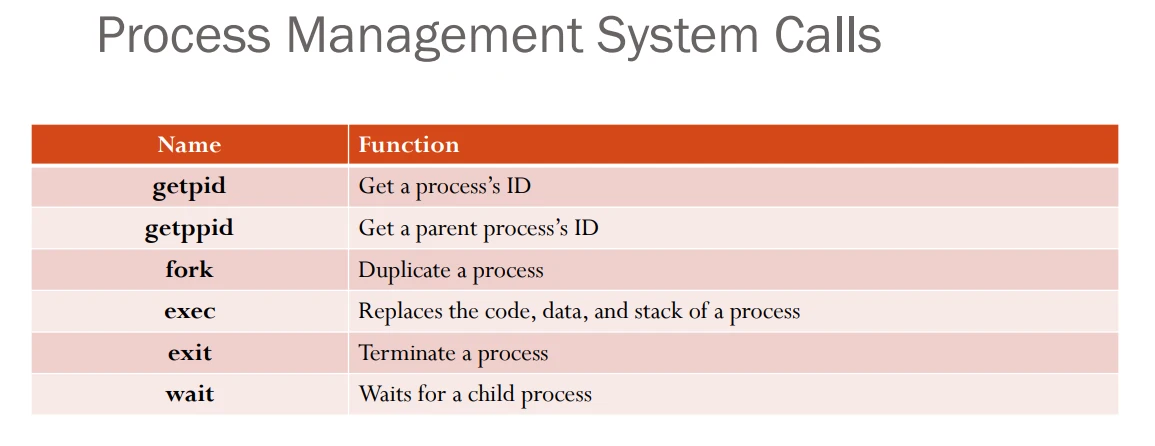 Process Management System Calls
Name Function
getpid Get a process’s ID
getppid Get a parent process’s ID
fork Duplicate a process
exec Replaces the code, data, and stack of a process
exit Terminate a process
wait Waits for a child process